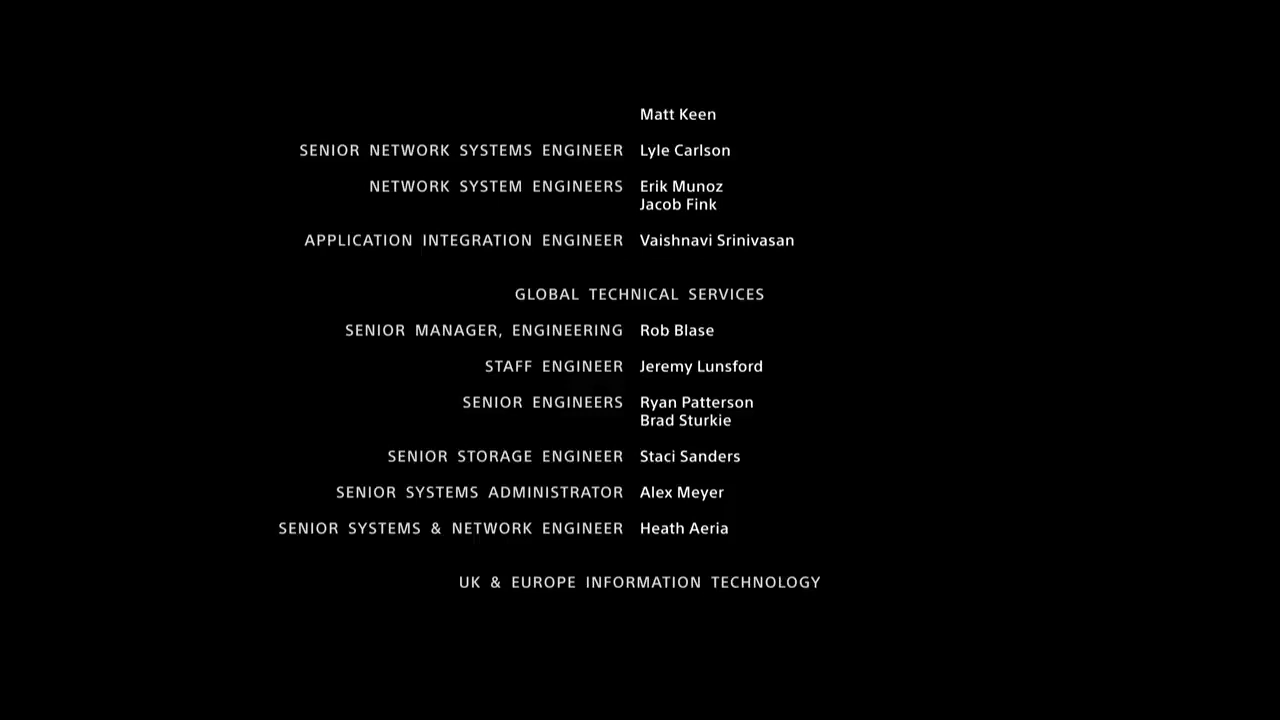 Matt Keen
SENIOR NETWORK SYSTEMS ENGINEER Lyle Carlson
NETWORK SYSTEM ENGINEERS Erik Munoz
Jacob Fink
APPLICATION INTEGRATION ENGINEER Vaishnavi Srinivasan
GLOBAL TECHNICAL SERVICES
SENIOR MANAGER, ENGINEERING Rob Blase
STAFF ENGINEER Jeremy Lunsford
SENIOR ENGINEERS Ryan Patterson
Brad Sturkie
SENIOR STORAGE ENGINEER Staci Sanders
SENIOR SYSTEMS ADMINISTRATOR Alex Meyer
SENIOR SYSTEMS & NETWORK ENGINEER Heath Aeria
UK & EUROPE INFORMATION TECHNOLOGY